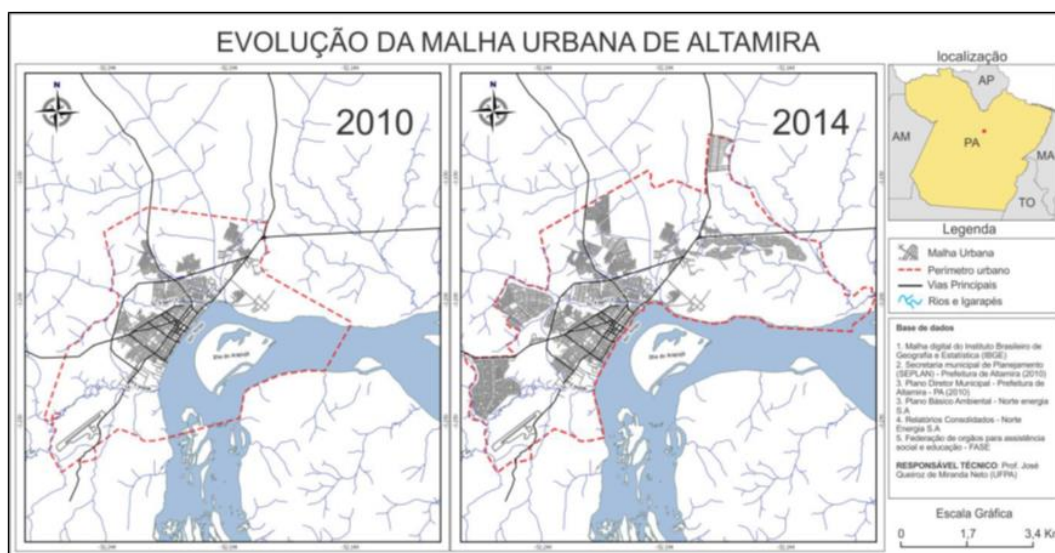 EVOLUÇÃO DA MALHA URBANA DE ALTAMIRA
N
2010
N
2014
localização
AP
AM
PA
MA
TO
Legenda
Malha Urbana
Perímetro urbano
Vias Principais
Rios e Igarapés
Base de dados
1. Malha digital do Instituto Brasileiro de
Geografia e Estatística (IBGE)
2. Secretaria municipal de Planejamento
(SEPLAN) - Prefeitura de Altamira (2010)
3. Plano Diretor Municipal - Prefeitura de
Altamira - PA (2010)
3. Plano Básico Ambiental - Norte energia
S.A
4. Relatórios Consolidados - Norte
Energia S.A
5. Federação de orgãos para assistência
social e educação - FASE
RESPONSÁVEL TÉCNICO: Prof. José
Queiroz de Miranda Neto (UFPA)
Escala Gráfica
0 1,7 3,4 K